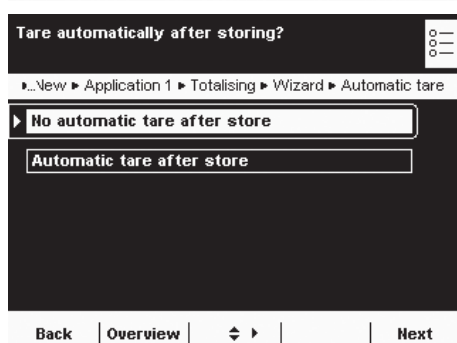 Tare automatically after storing?
▸...New ▸ Application 1 ▸ Totalising ▸ Wizard ▸ Automatic tare
No automatic tare after store
Automatic tare after store
Back | Overview | | Next